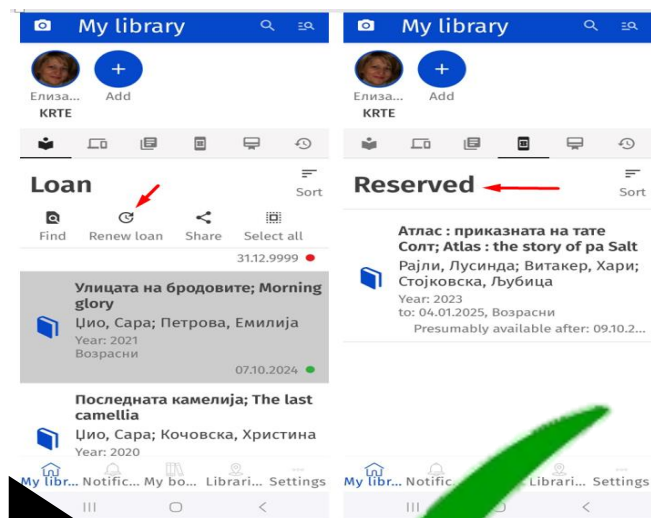 My library
Елиза...
Add
KRTE
Loan
Sort
Find
Renew loan
Share
Select all
31.12.9999
Улицата на бродовите; Morning
glory
Џио, Сара; Петрова, Емилија
Year: 2021
Возрасни
07.10.2024
Последната камелија; The last
camellia
Џио, Сара; Кочовска, Христина
Year: 2020
My libr...
Notific...
My bo...
Librari...
Settings
My library
Елиза...
Add
KRTE
Reserved
Sort
Атлас : приказната на тате
Солт; Atlas : the story of pa Salt
Рајли, Лусинда; Витакер, Хари;
Стојковска, Љубица
Year: 2023
to: 04.01.2025, Возрасни
Presumably available after: 09.10.2...
My libr...
Notific...
Librari...
Settings